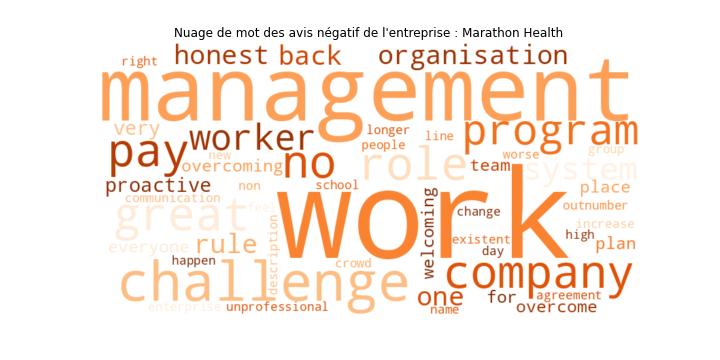 Nuage de mot des avis négatif de l'entreprise : Marathon Health
right honest back organisation
management
very worker longer line program
pay no people role team worse group
new overcoming system
proactive non school place
communication work outnumber
great feel welcoming change increase
everyone rule description existent high plan
happen crowd day
challenge company
one for agreement
enterprise unprofessional name overcome